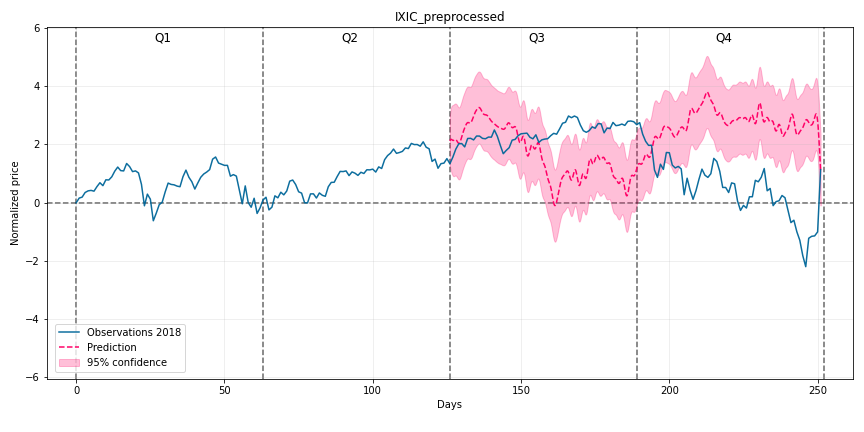 IXIC_preprocessed
Q1 Q2 Q3 Q4
6
4
2
0
−2
−4
−6
Normalized price
Observations 2018
Prediction
95% confidence
0 50 100 150 200 250
Days